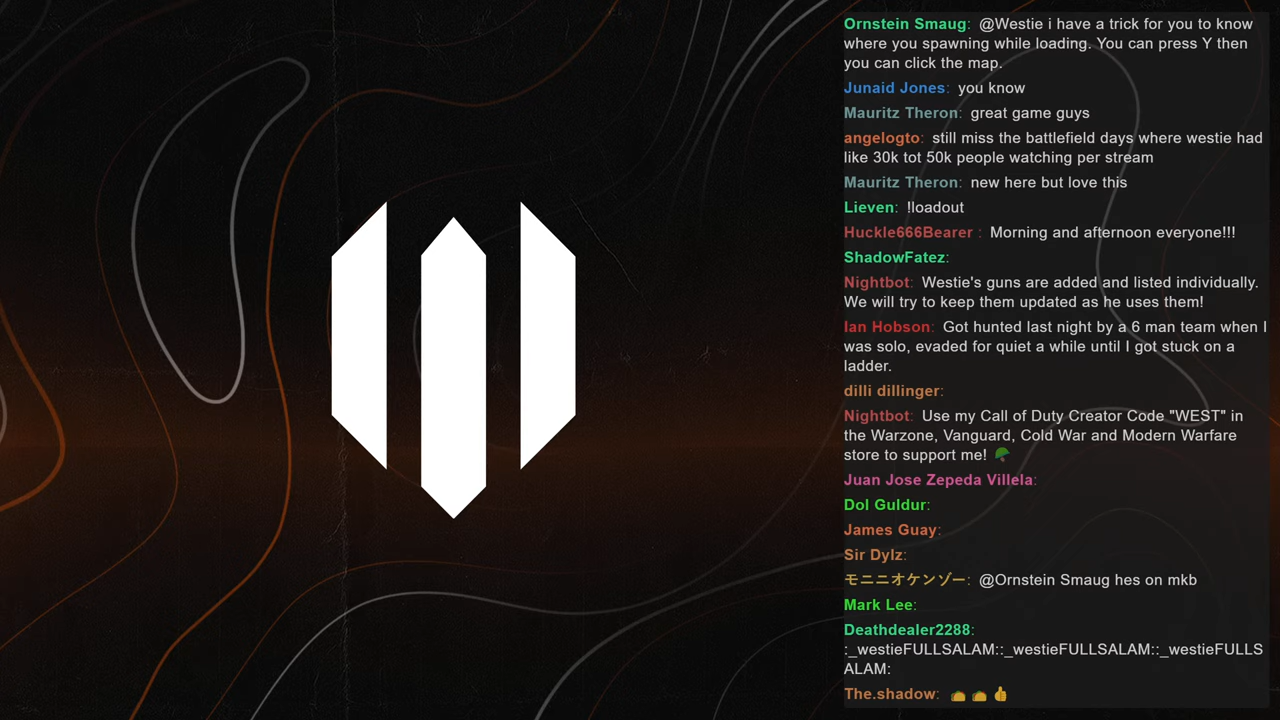 Ornstein Smaug: @Westie i have a trick for you to know
where you spawning while loading. You can press Y then
you can click the map.
Junaid Jones: you know
Mauritz Theron: great game guys
angelogto: still miss the battlefield days where westie had
like 30k tot 50k people watching per stream
Mauritz Theron: new here but love this
Lieven: !loadout
Huckle666Bearer : Morning and afternoon everyone!!!
ShadowFatez:
Nightbot: Westie's guns are added and listed individually.
We will try to keep them updated as he uses them!
Ian Hobson: Got hunted last night by a 6 man team when I
was solo, evaded for quiet a while until I got stuck on a
ladder.
dilli dillinger:
Nightbot: Use my Call of Duty Creator Code "WEST" in
the Warzone, Vanguard, Cold War and Modern Warfare
store to support me! 🪂
Juan Jose Zepeda Villela:
Dol Guldur:
James Guay:
Sir Dylz:
モニニオケンゾー: @Ornstein Smaug hes on mkb
Mark Lee:
Deathdealer2288:
:_westieFULLSALAM::_westieFULLSALAM::_westieFULLS
ALAM:
The.shadow: 🌮 🌮 👍